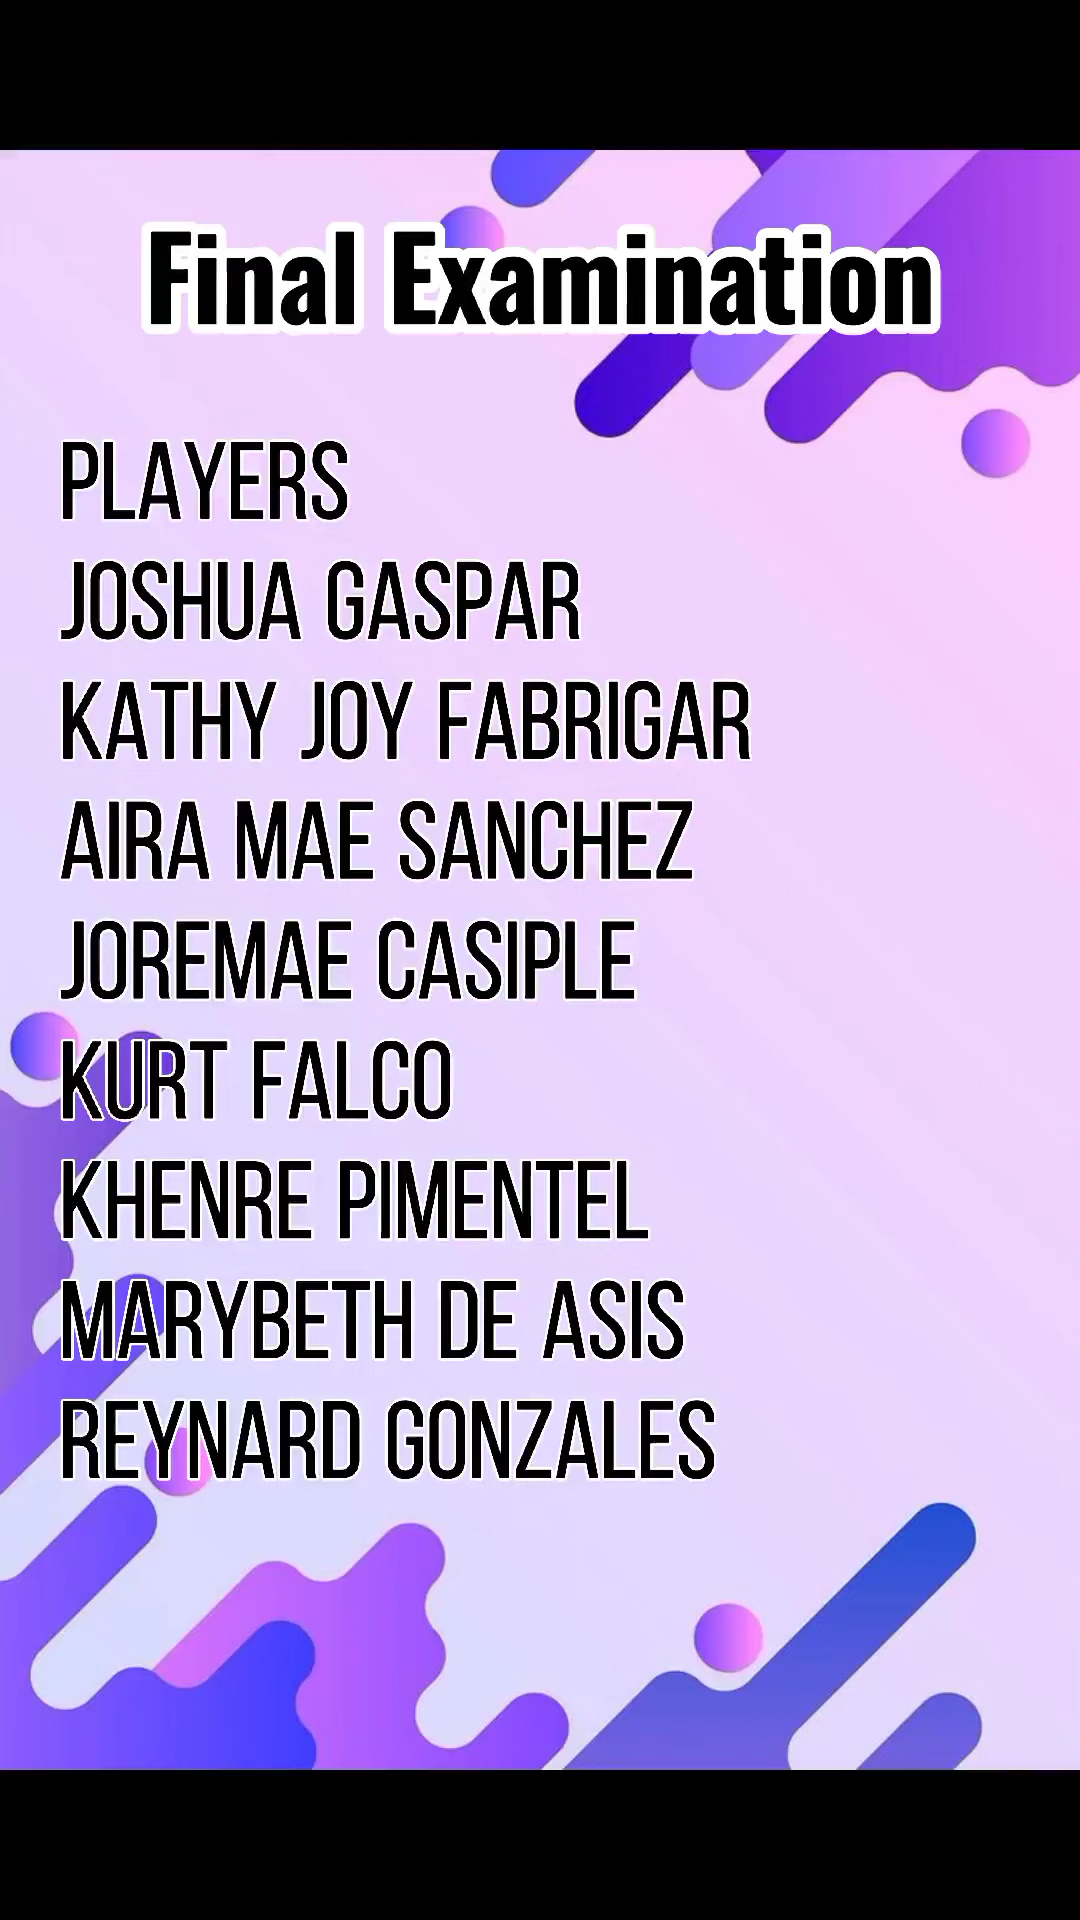 Final Examination
PLAYERS
JOSHUA GASPAR
KATHY JOY FABRIGAR
AIRA MAE SANCHEZ
JOREMAE CASIPLE
KURT FALCO
KHENRE PIMENTEL
MARYBETH DE ASIS
REYNARD GONZALES